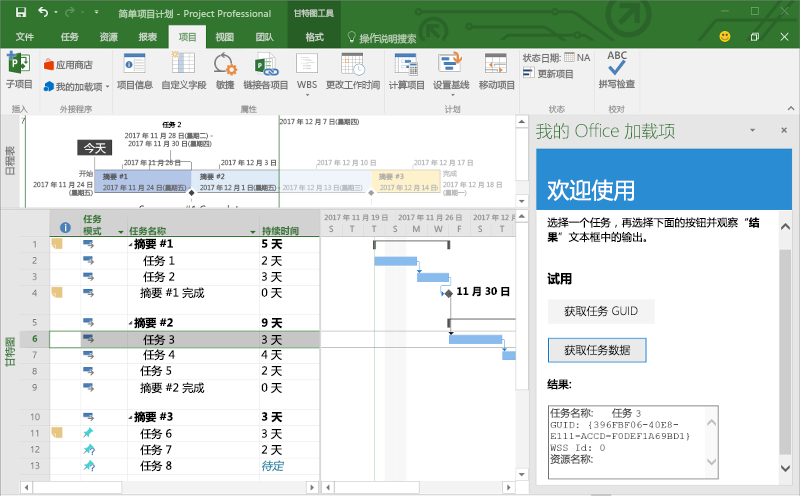 简单项目计划 - Project Professional
甘特图工具
文件 任务 资源 报表 项目 视图 团队 格式 操作说明搜索
子项目
应用商店
我的加载项
项目信息
自定义字段
敏捷
链接各项目
WBS
更改工作时间
计算项目
设置基线
移动项目
状态日期: NA
更新项目
ABC
拼写检查
插入 外接程序 属性 计划 状态 校对
日程表
任务 2
2017 年 11 月 28 日(星期二) -
2017 年 11 月 30 日(星期四)
2017 年 12 月 7 日(星期四)
今天
2017 年 11 月 26 日 2017 年 12 月 3 日 2017 年 12 月 10 日 2017 年 12 月 17 日
开始
2017 年 11 月 24 日
(星期五)
摘要 #1
2017 年 11 月 24 日(星期五)
摘要 #2
2017 年 12 月 1 日(星期五) - 2017 年 12 月 13 日(星期三)
摘要 #3
2017 年 12 月 14 日(
完成
2017 年 12 月 18 日
(星期一)
甘特图
任务模式 任务名称 持续时间
2017 年 11 月 19 日 2017 年 11 月 26 日 2017 年 12
S T T S M W F S T T
1 摘要 #1 5 天
2 任务 1 2 天
3 任务 2 3 天
4 摘要 #1 完成 0 天
11 月 30 日
5 摘要 #2 9 天
6 任务 3 3 天
7 任务 4 4 天
8 任务 5 2 天
9 摘要 #2 完成 0 天
10 摘要 #3 3 天
11 任务 6 3 天
12 任务 7 2 天
13 任务 8 待定
我的 Office 加载项
欢迎使用
选择一个任务，再选择下面的按钮并观察“结
果”文本框中的输出。
试用
获取任务 GUID
获取任务数据
结果:
任务名称: 任务 3
GUID: {396FBF06-40E8-
E111-ACCD-F0DEF1A69BD1}
WSS Id: 0
资源名称: